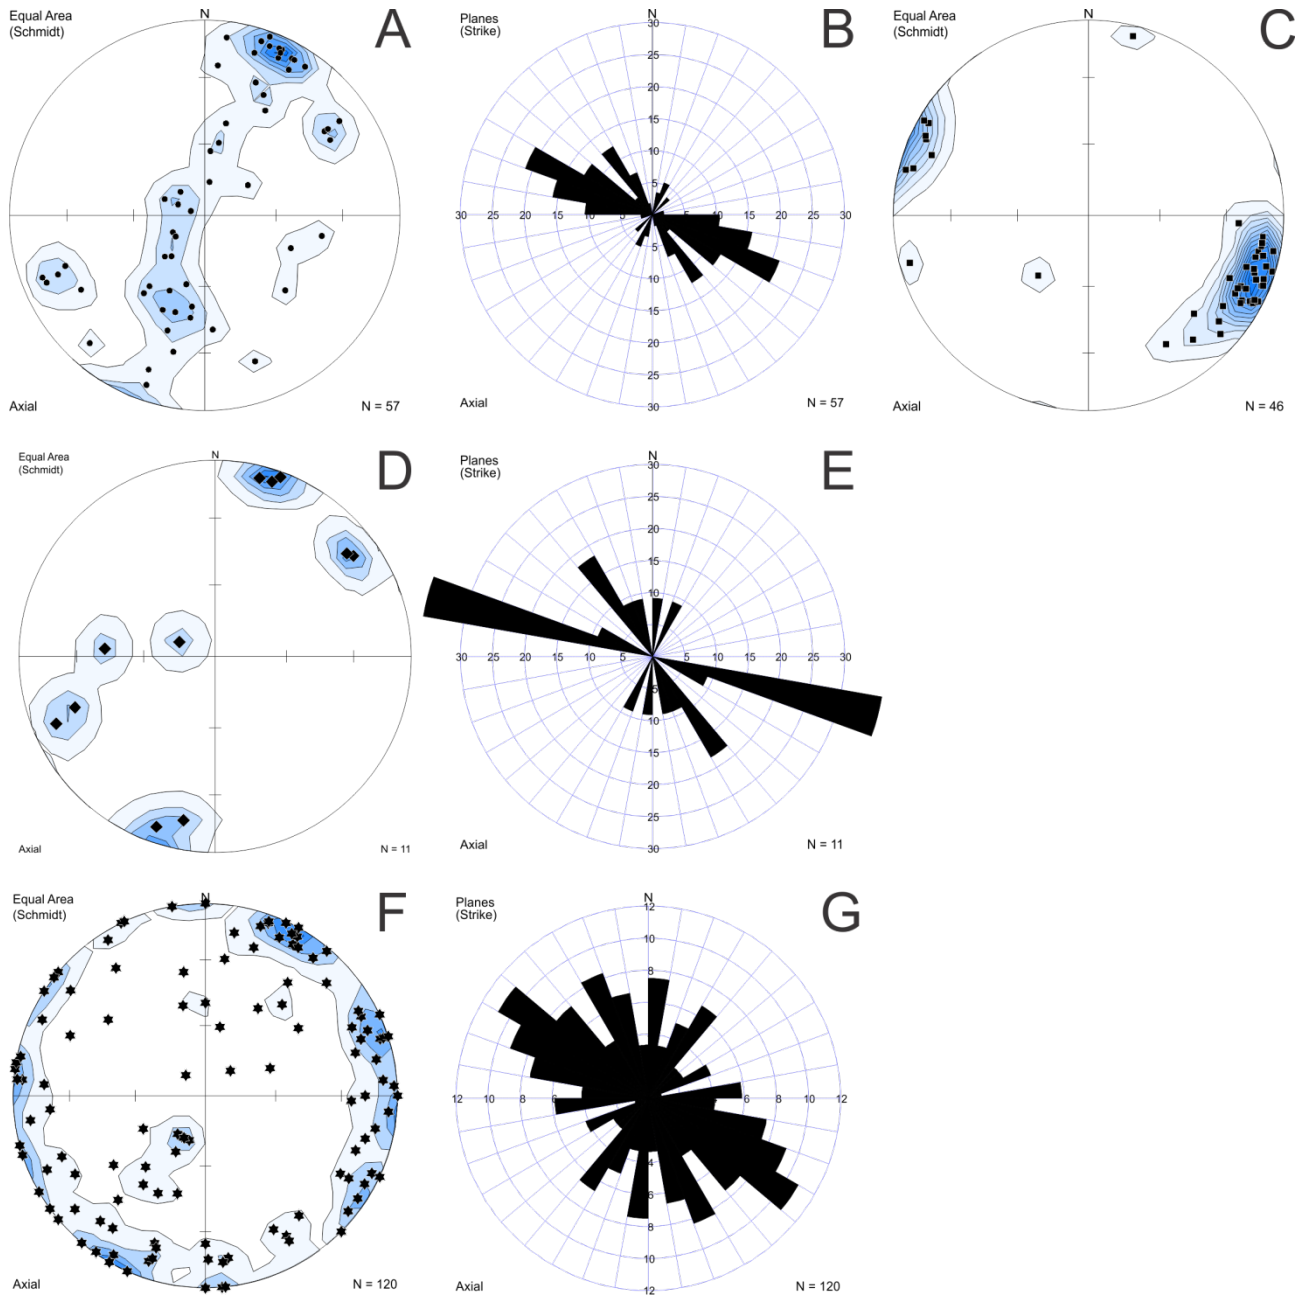 Equal Area
(Schmidt)
N
A
Axial
N = 57
Planes
(Strike)
N
B
30
25
20
15
10
5
30 25 20 15 10 5 5 10 15 20 25 30
5
10
15
20
25
30
Axial
N = 57
Equal Area
(Schmidt)
N
C
Axial
N = 46
Equal Area
(Schmidt)
N
D
Axial
N = 11
Planes
(Strike)
N
E
30
25
20
15
10
30 25 20 15 10 5 5 10 15 20 25 30
5
10
15
20
25
30
Axial
N = 11
Equal Area
(Schmidt)
N
F
Axial
N = 120
Planes
(Strike)
N
G
12
10
8
12 10 8 6 6 8 10 12
6
8
10
12
Axial
N = 120